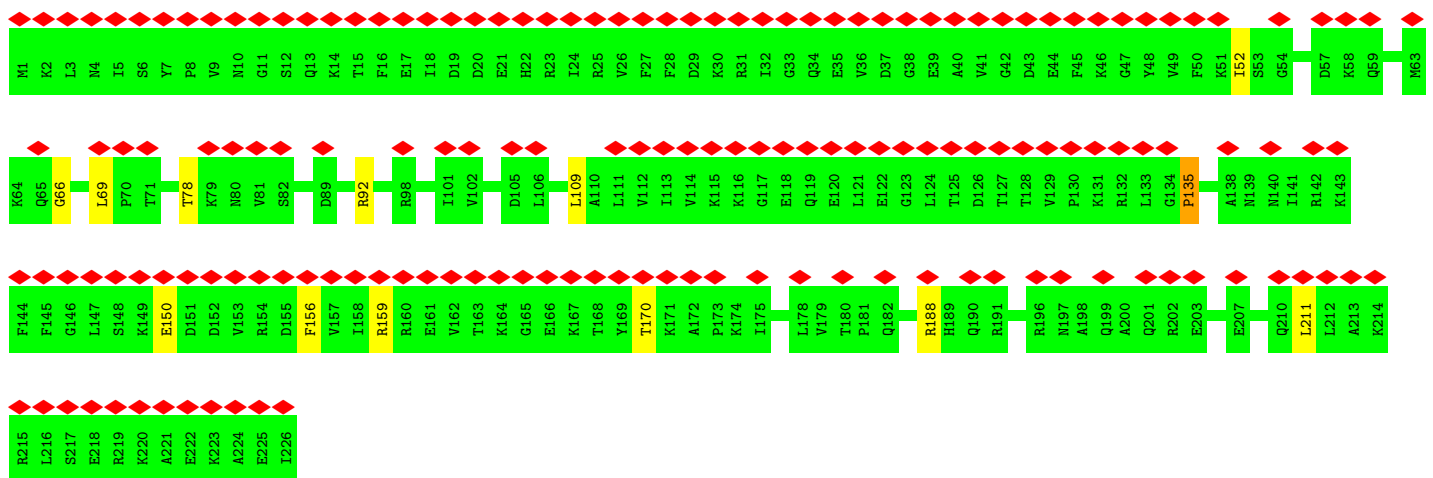 M1 K2 L3 N4 I5 S6 Y7 P8 V9 N10 G11 S12 Q13 K14 T15 F16 E17 I18 D19 D20 E21 H22 R23 I24 R25 V26 F27 F28 D29 K30 R31 I32 G33 Q34 E35 V36 D37 G38 E39 A40 V41 G42 D43 E44 F45 K46 G47 Y48 V49 F50 K51 I52 S53 G54 D57 K58 Q59 M63
K64 Q65 G66 L69 P70 T71 T78 K79 N80 V81 S82 D89 R92 R98 I101 V102 D105 L106 L109 A110 L111 V112 I113 V114 K115 K116 G117 E118 Q119 E120 L121 E122 G123 L124 T125 D126 T127 T128 V129 P130 K131 R132 L133 G134 P135 A138 N139 N140 I141 R142 K143
F144 F145 G146 L147 S148 K149 E150 D151 D152 V153 R154 D155 F156 V157 I158 R159 R160 E161 V162 T163 K164 G165 E166 K167 T168 Y169 T170 K171 A172 P173 K174 I175 L178 V179 T180 P181 Q182 R188 H189 Q190 R191 R196 N197 A198 Q199 A200 Q201 R202 E203 E207 Q210 L211 L212 A213 K214
R215 L216 S217 E218 R219 K220 A221 E222 K223 A224 E225 I226